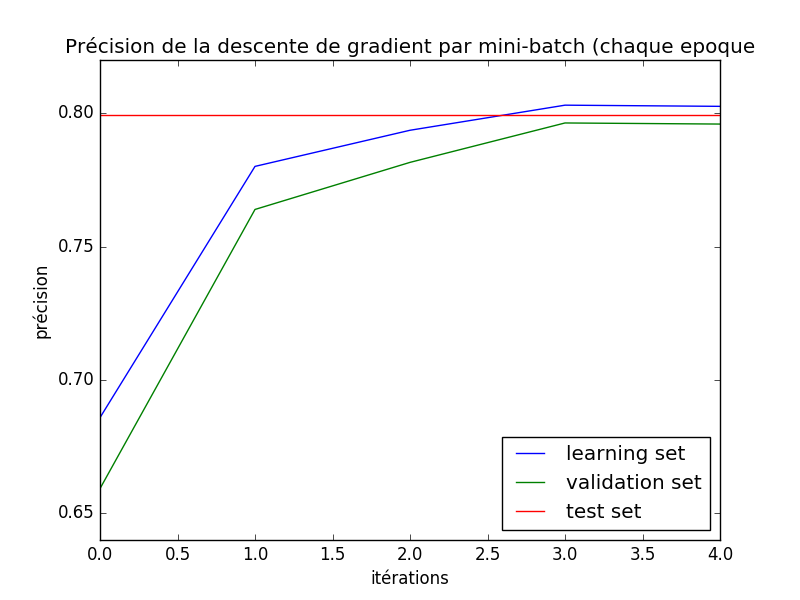 Précision de la descente de gradient par mini-batch (chaque epoque
précision
0.80
0.75
0.70
0.65
0.0 0.5 1.0 1.5 2.0 2.5 3.0 3.5 4.0
itérations
learning set
validation set
test set